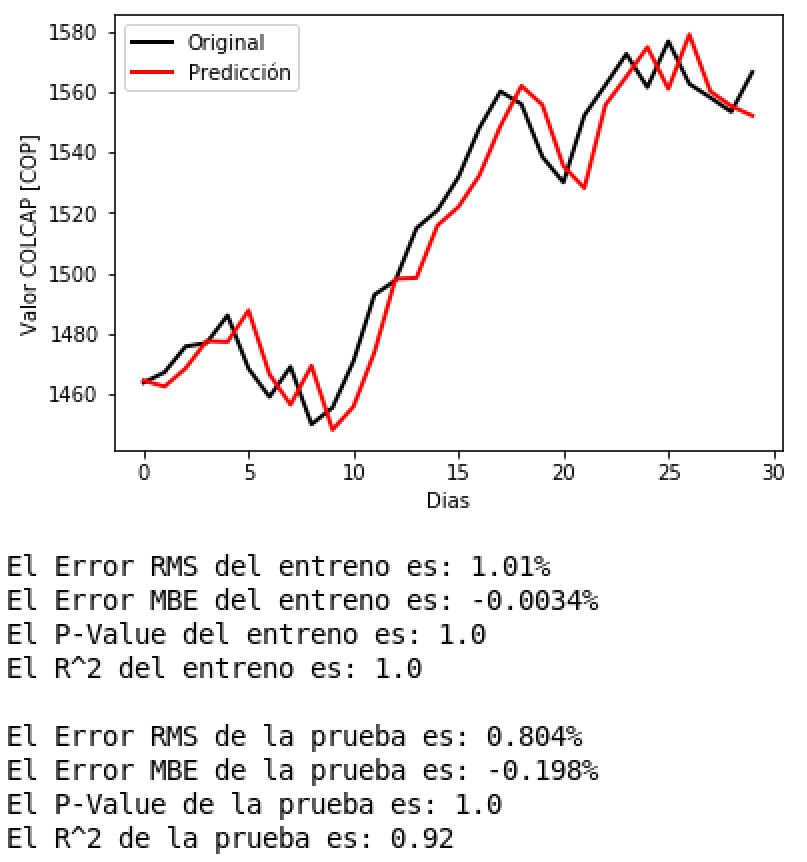 Original
Predicción
1580
1560
1540
1520
1500
1480
1460
Valor COLCAP [COP]
0 5 10 15 20 25 30
Dias
El Error RMS del entreno es: 1.01%
El Error MBE del entreno es: -0.0034%
El P-Value del entreno es: 1.0
El R^2 del entreno es: 1.0
El Error RMS de la prueba es: 0.804%
El Error MBE de la prueba es: -0.198%
El P-Value de la prueba es: 1.0
El R^2 de la prueba es: 0.92